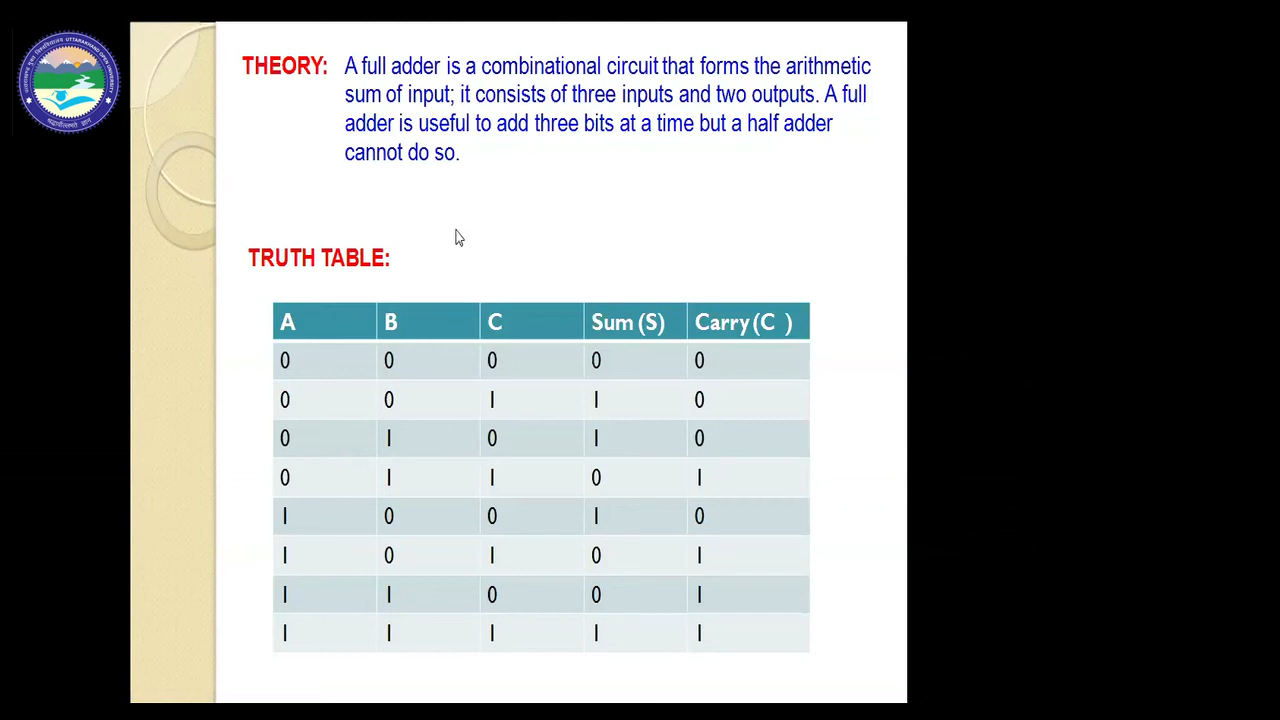 THEORY: A full adder is a combinational circuit that forms the arithmetic
sum of input; it consists of three inputs and two outputs. A full
adder is useful to add three bits at a time but a half adder
cannot do so.
TRUTH TABLE:
A B C Sum (S) Carry (C )
0 0 0 0 0
0 0 1 1 0
0 1 0 1 0
0 1 1 0 1
1 0 0 1 0
1 0 1 0 1
1 1 0 0 1
1 1 1 1 1